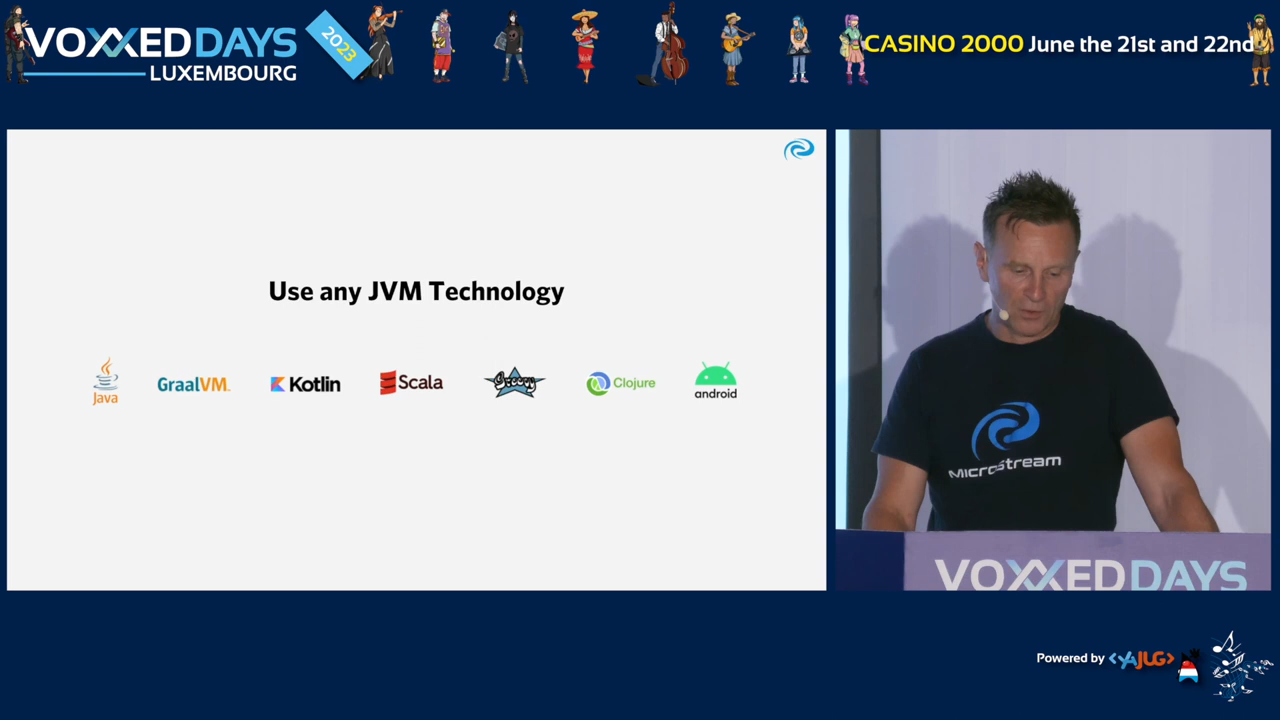 VOXXEDDAYS
LUXEMBOURG
2023
CASINO 2000 June the 21st and 22nd
Use any JVM Technology
Java
GraalVM.
Kotlin
Scala
Groovy
Clojure
android
MicroStream
VOXXEDDAYS
Powered by <YAJUG>